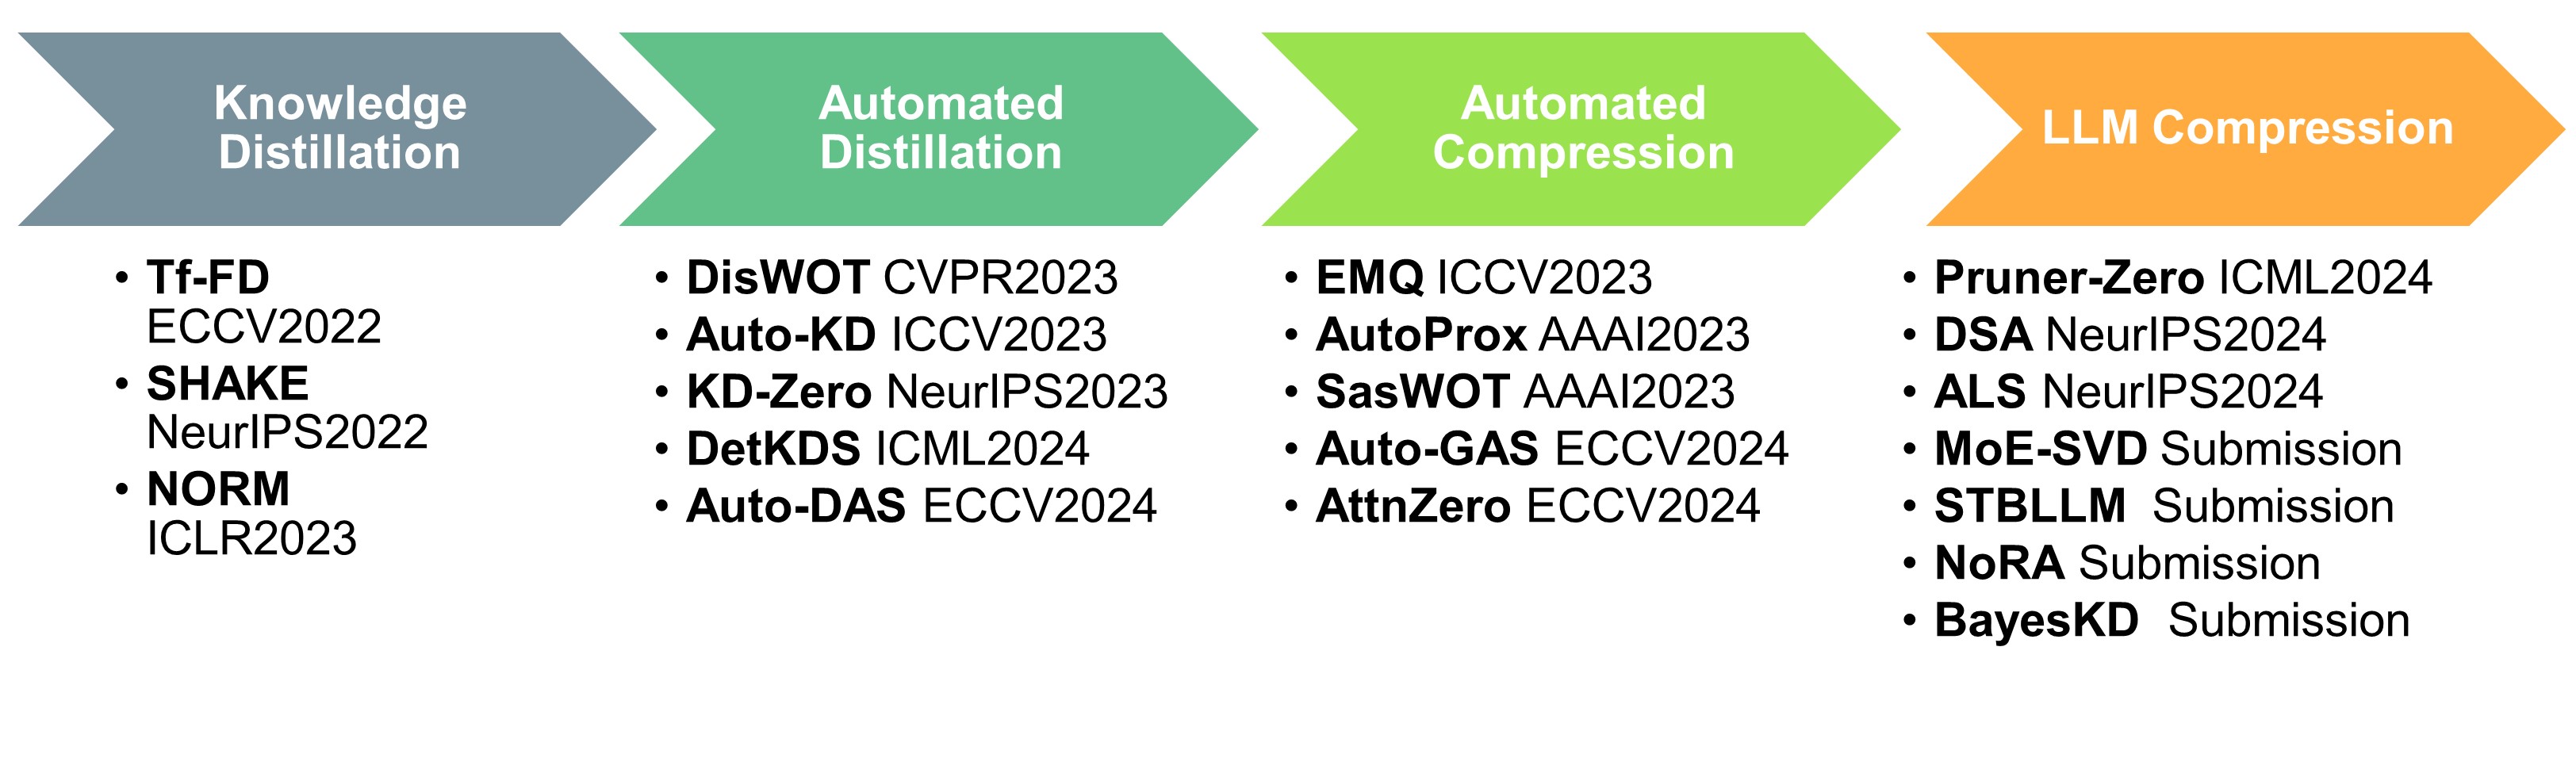 Knowledge
Distillation
• Tf-FD
ECCV2022
• SHAKE
NeurIPS2022
• NORM
ICLR2023
Automated
Distillation
• DisWOT CVPR2023
• Auto-KD ICCV2023
• KD-Zero NeurIPS2023
• DetKDS ICML2024
• Auto-DAS ECCV2024
Automated
Compression
• EMQ ICCV2023
• AutoProx AAAI2023
• SasWOT AAAI2023
• Auto-GAS ECCV2024
• AttnZero ECCV2024
LLM Compression
• Pruner-Zero ICML2024
• DSA NeurIPS2024
• ALS NeurIPS2024
• MoE-SVD Submission
• STBLLM  Submission
• NoRA Submission
• BayesKD  Submission